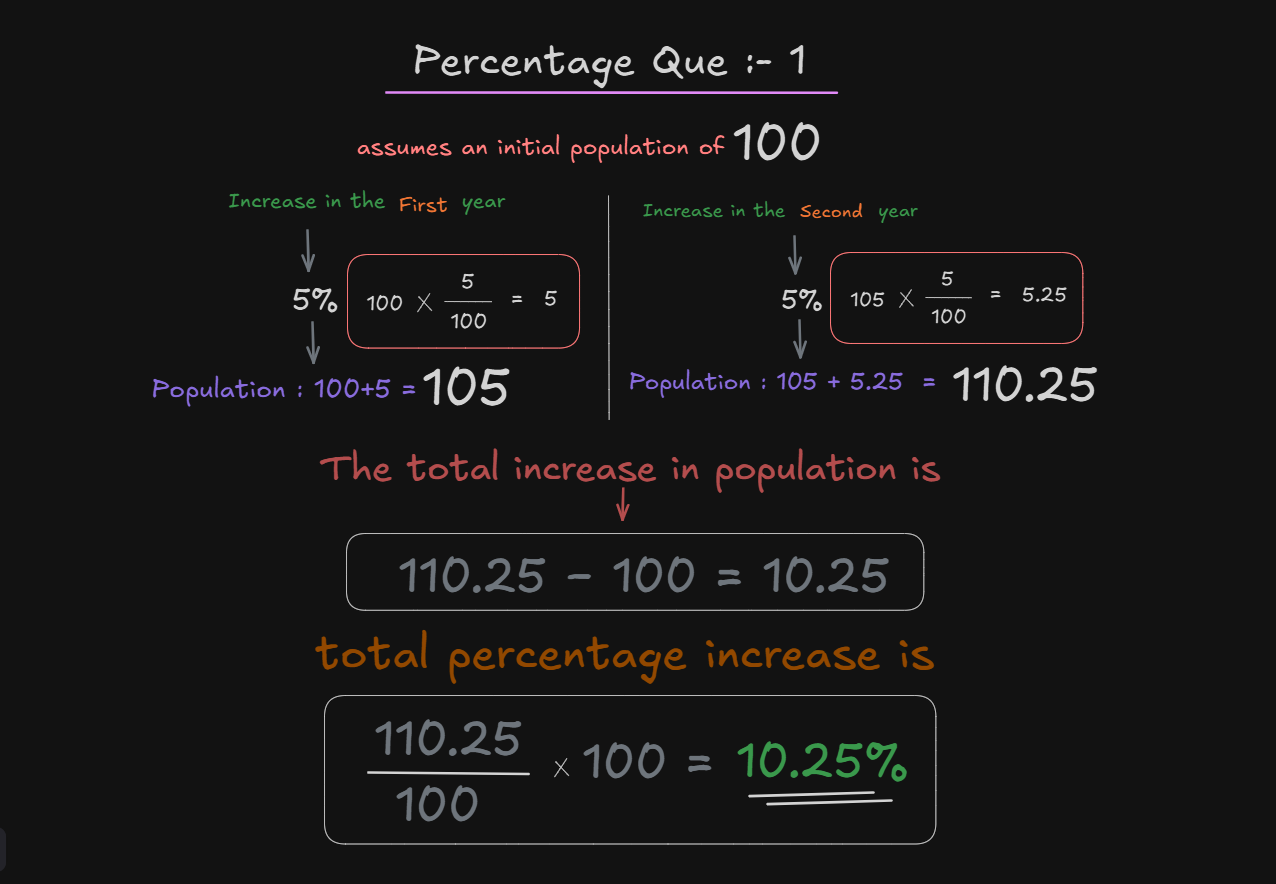 Percentage Que :- 1
assumes an initial population of 100
Increase in the First year
5%
100 × 5/100 = 5
Population : 100+5 = 105
Increase in the Second year
5%
105 × 5/100 = 5.25
Population : 105 + 5.25 = 110.25
The total increase in population is
110.25 - 100 = 10.25
total percentage increase is
110.25/100 × 100 = 10.25%